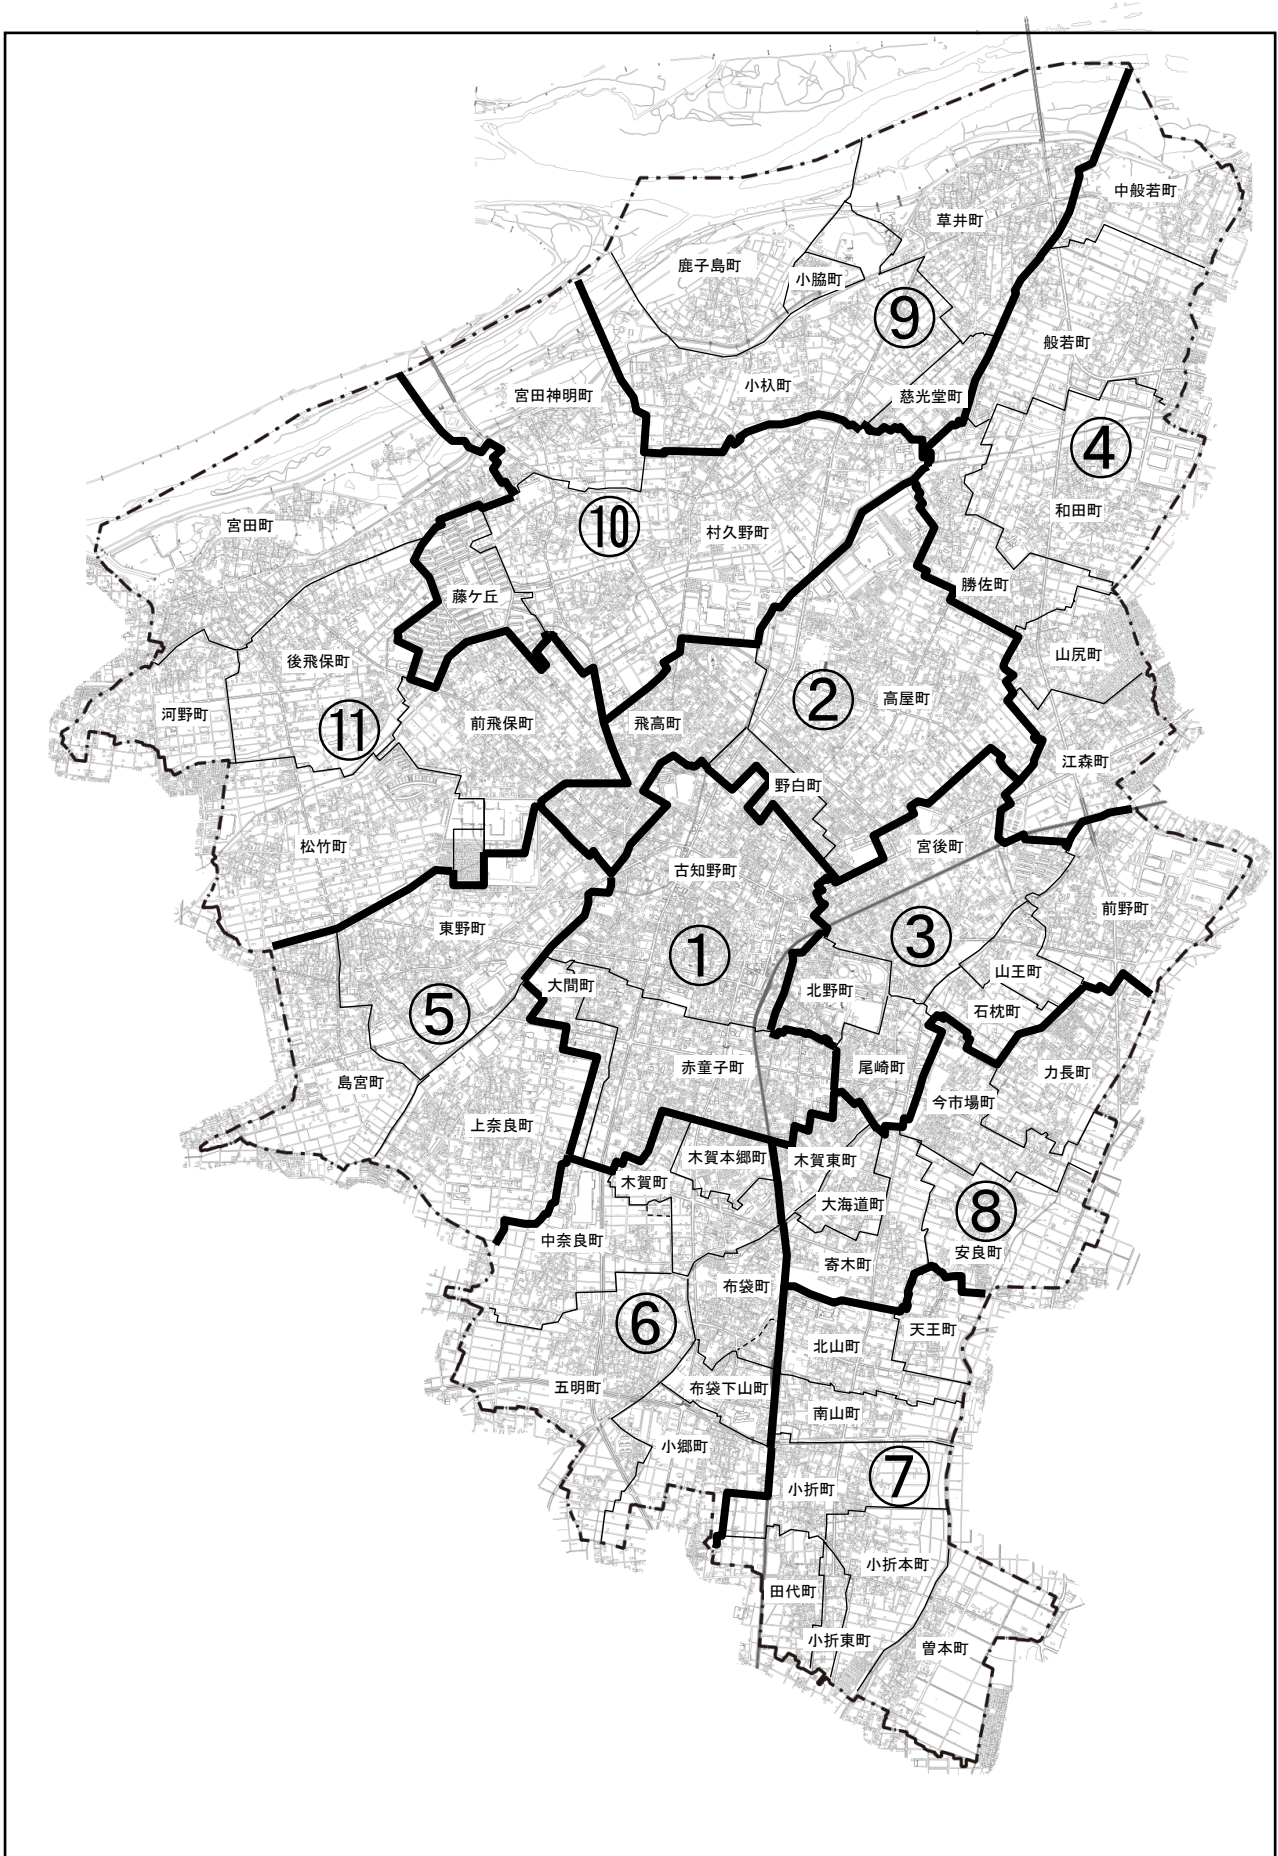 中般若町
草井町
鹿子島町
小脇町
⑨
般若町
小杁町
宮田神明町
慈光堂町
④
和田町
宮田町
⑩
村久野町
勝佐町
藤ケ丘
山尻町
後飛保町
②
高屋町
河野町
⑪
前飛保町
飛高町
江森町
野白町
松竹町
宮後町
古知野町
前野町
東野町
③
①
山王町
大間町
北野町
石枕町
⑤
赤童子町
尾崎町
力長町
島宮町
今市場町
上奈良町
木賀本郷町
木賀東町
木賀町
大海道町
⑧
中奈良町
安良町
寄木町
布袋町
⑥
天王町
北山町
五明町
布袋下山町
南山町
小郷町
⑦
小折町
小折本町
田代町
小折東町
曽本町